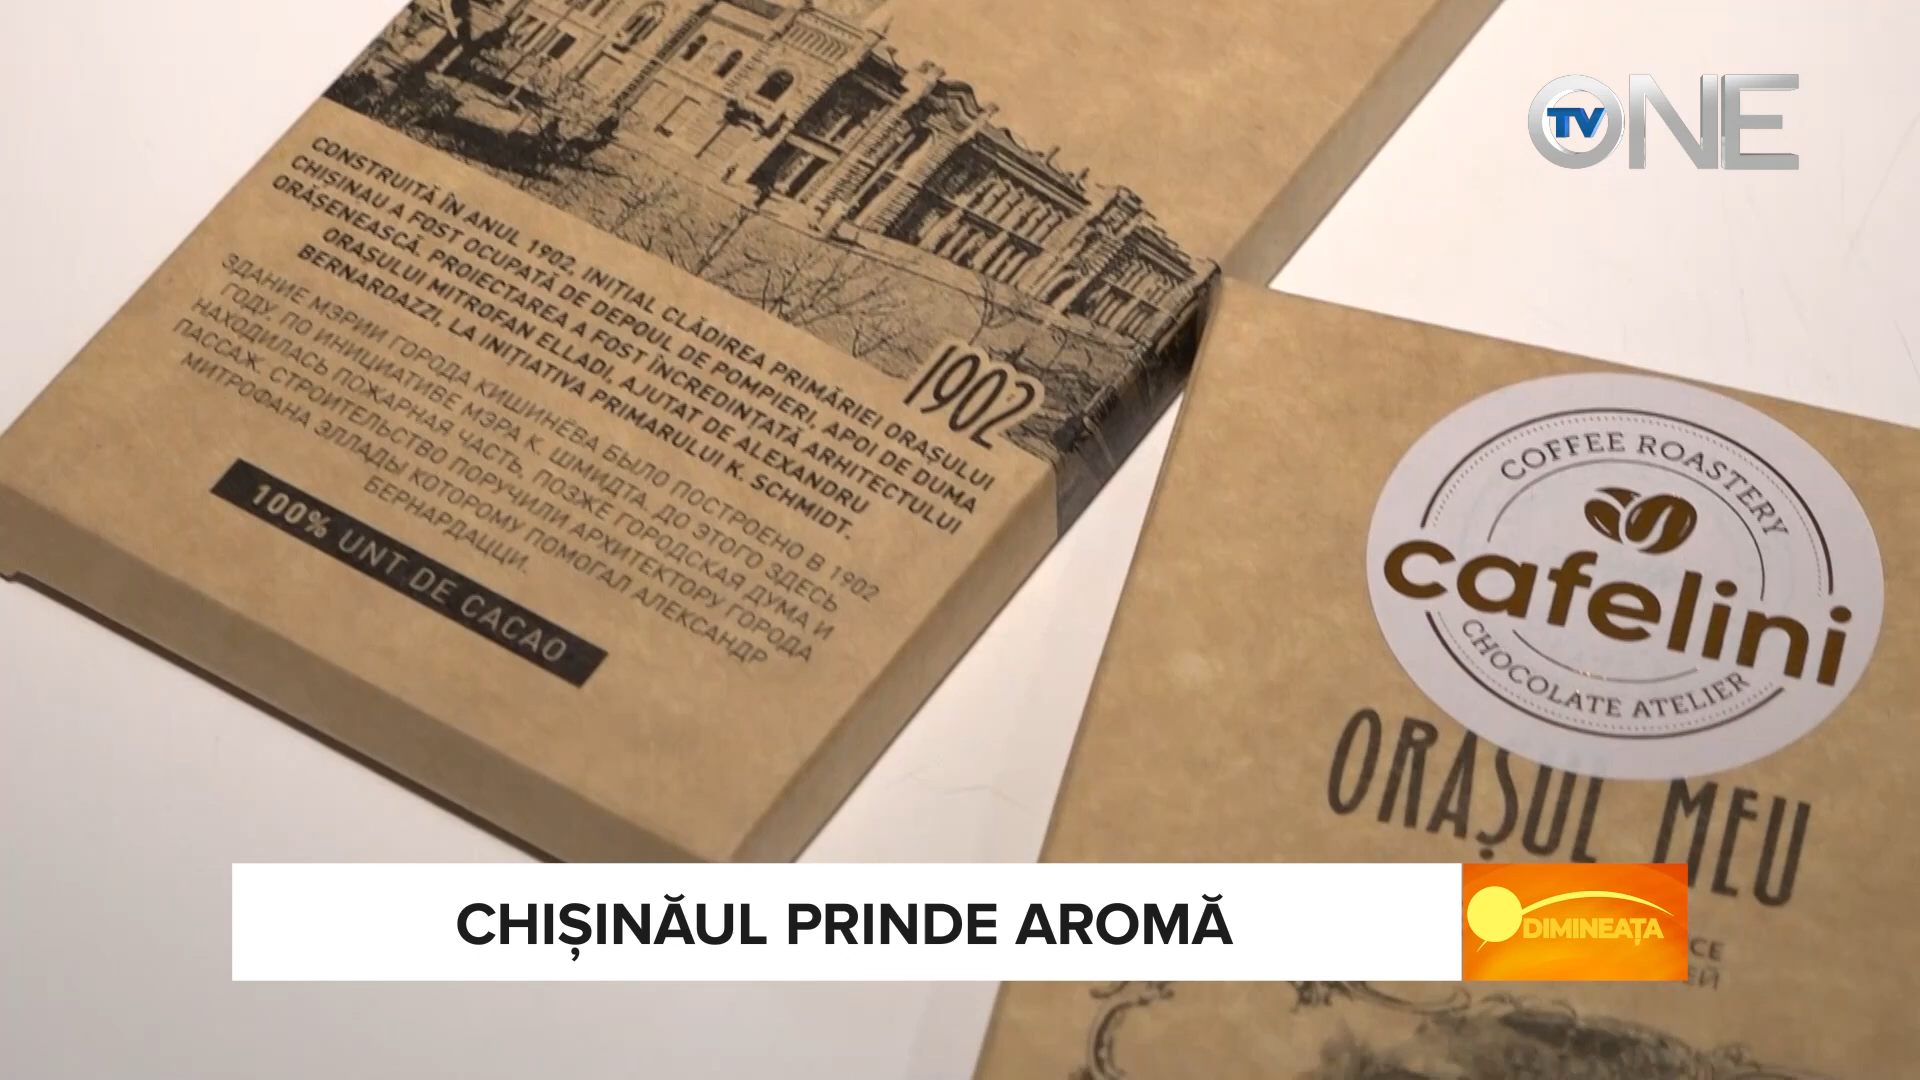 TV ONE
CONSTRUITĂ ÎN ANUL 1902. INIȚIAL CLĂDIREA PRIMĂRIEI ORAȘULUI
CHIȘINAU A FOST OCUPATĂ DE DEPOUL DE POMPIERI, APOI DE DUMA
ORĂȘENEASCĂ. PROIECTAREA A FOST ÎNCREDINȚATĂ ARHITECTULUI
ORAȘULUI MITROFAN ELLADI, AJUTAT DE ALEXANDRU
BERNARDAZZI, LA INITIATIVA PRIMARULUI K. SCHMIDT.
1902
ЗДАНИЕ МЭРИИ ГОРОДА КИШИНЁВА БЫЛО ПОСТРОЕНО В 1902
ГОДУ, ПО ИНИЦИАТИВЕ МЭРА К. ШМИДТА, ДО ЭТОГО ЗДЕСЬ
НАХОДИЛАСЬ ПОЖАРНАЯ ЧАСТЬ, ПОЗЖЕ ГОРОДСКАЯ ДУМА И
ПАССАЖ. СТРОИТЕЛЬСТВО ПОРУЧИЛИ АРХИТЕКТОРУ ГОРОДА
МИТРОФАНА ЭЛЛАДЫ КОТОРОМУ ПОМОГАЛ АЛЕКСАНДР
БЕРНАРДАЦЦИ.
100% UNT DE CACAO
COFFEE ROASTERY
cafelini
CHOCOLATE ATELIER
ORAȘUL MEU
CHIȘINĂUL PRINDE AROMĂ
DIMINEAȚA